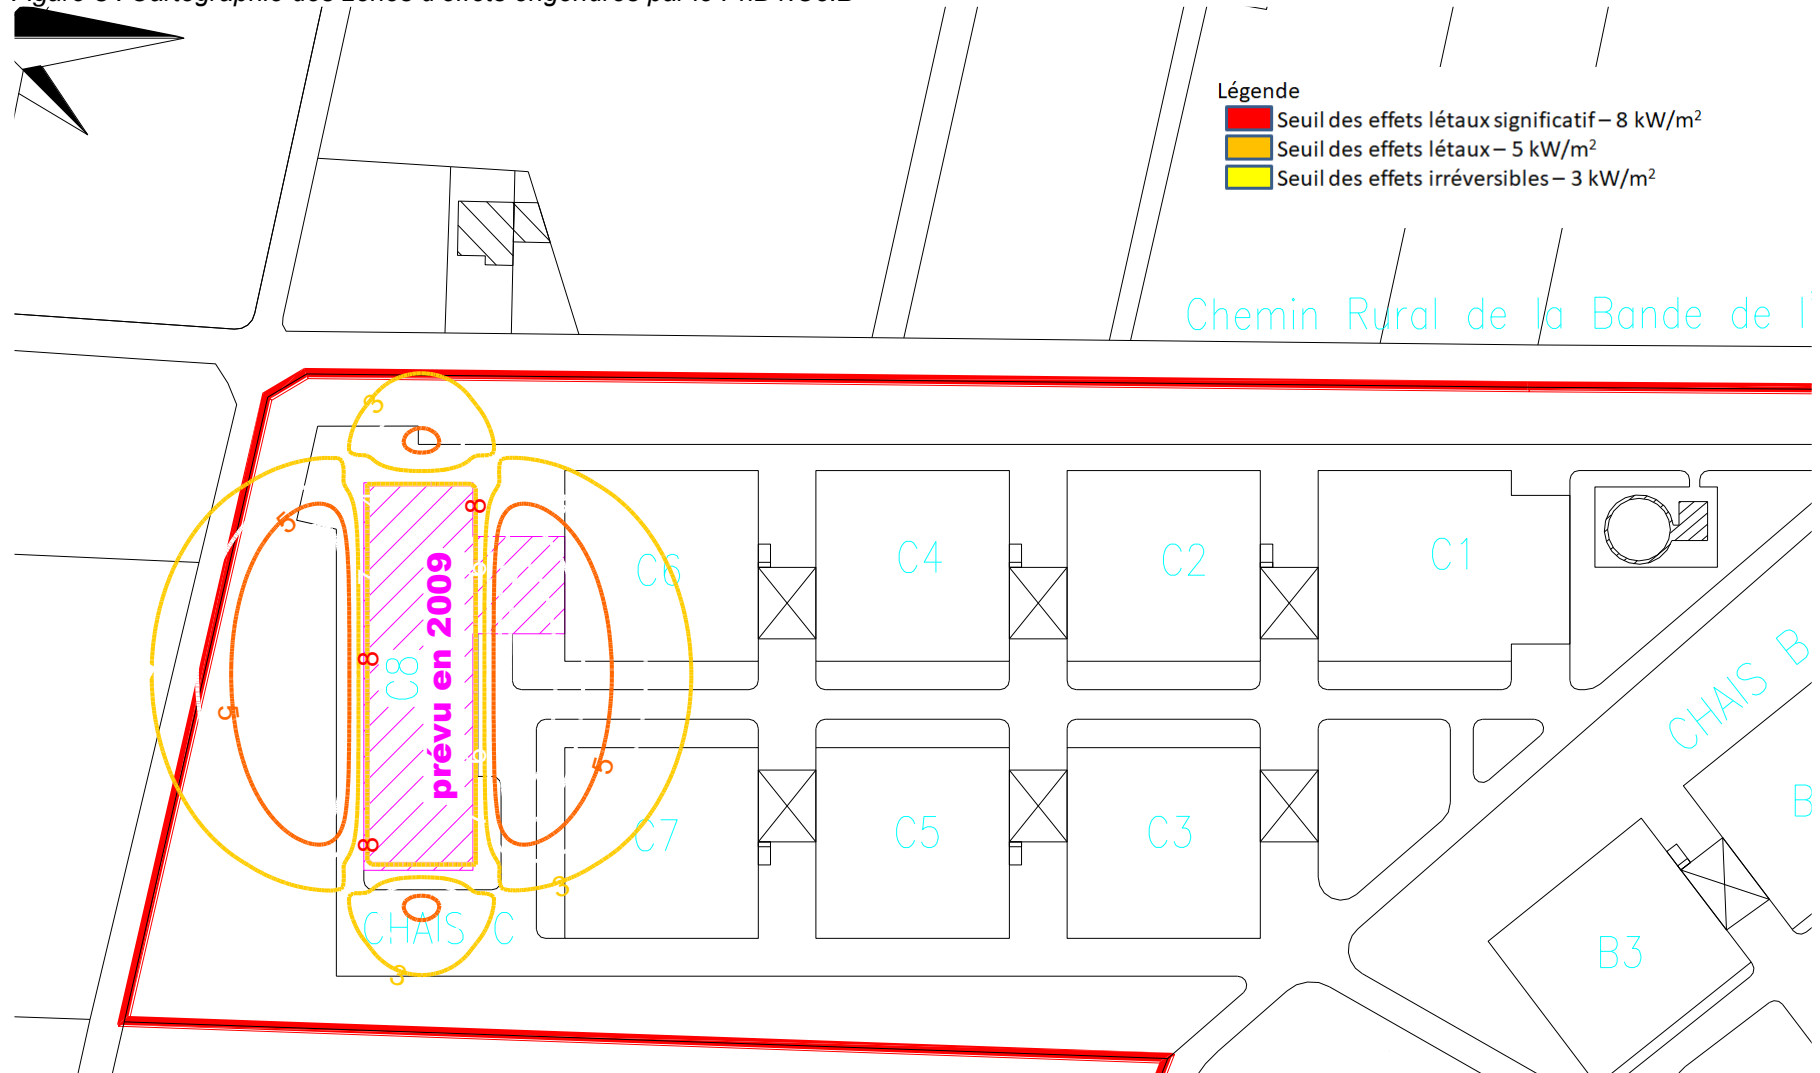 Légende
Seuil des effets létaux significatif – 8 kW/m²
Seuil des effets létaux – 5 kW/m²
Seuil des effets irréversibles – 3 kW/m²
Chemin Rural de la Bande de l'
3
5
8
C6
C4
C2
C1
prévu en 2009
C8
8
5
CHAIS B
5
8
C7
C5
C3
B
3
CHAIS C
B3
3